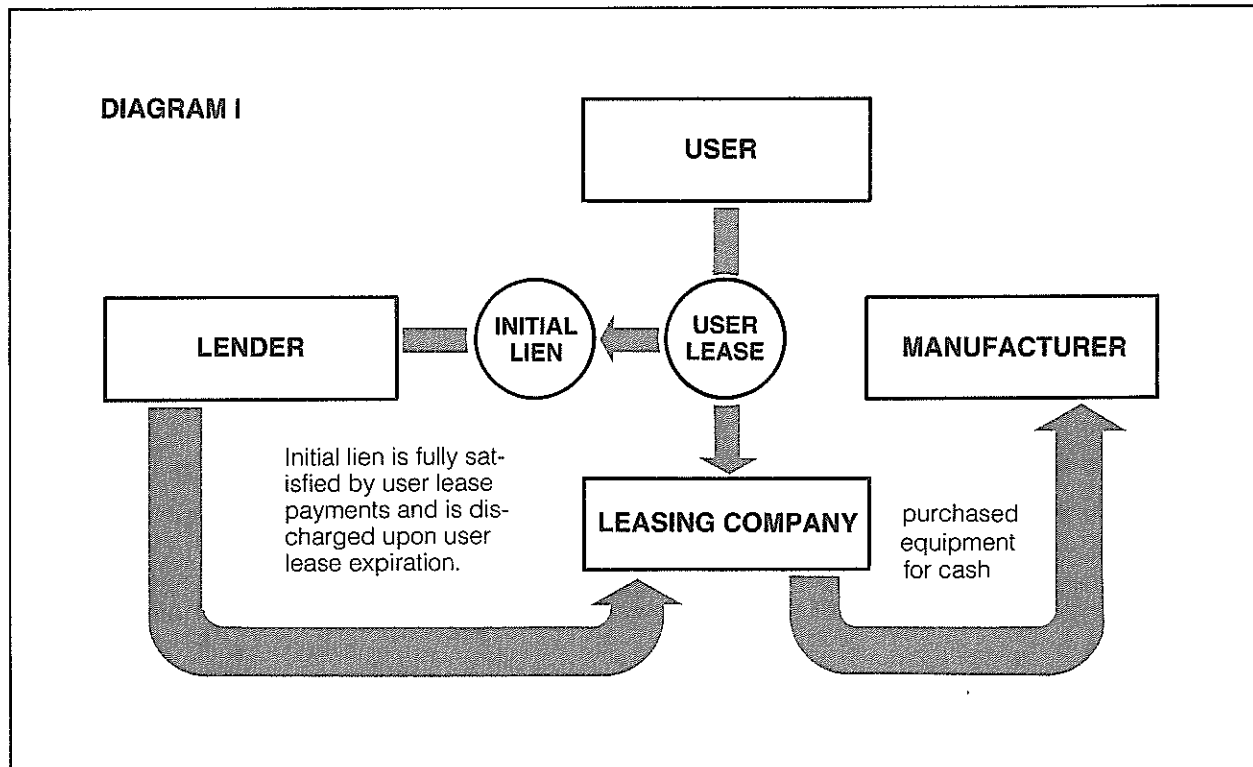 DIAGRAM I
USER
LENDER
INITIAL
LIEN
USER
LEASE
MANUFACTURER
Initial lien is fully sat-
isfied by user lease
payments and is dis-
charged upon user
lease expiration.
LEASING COMPANY
purchased
equipment
for cash